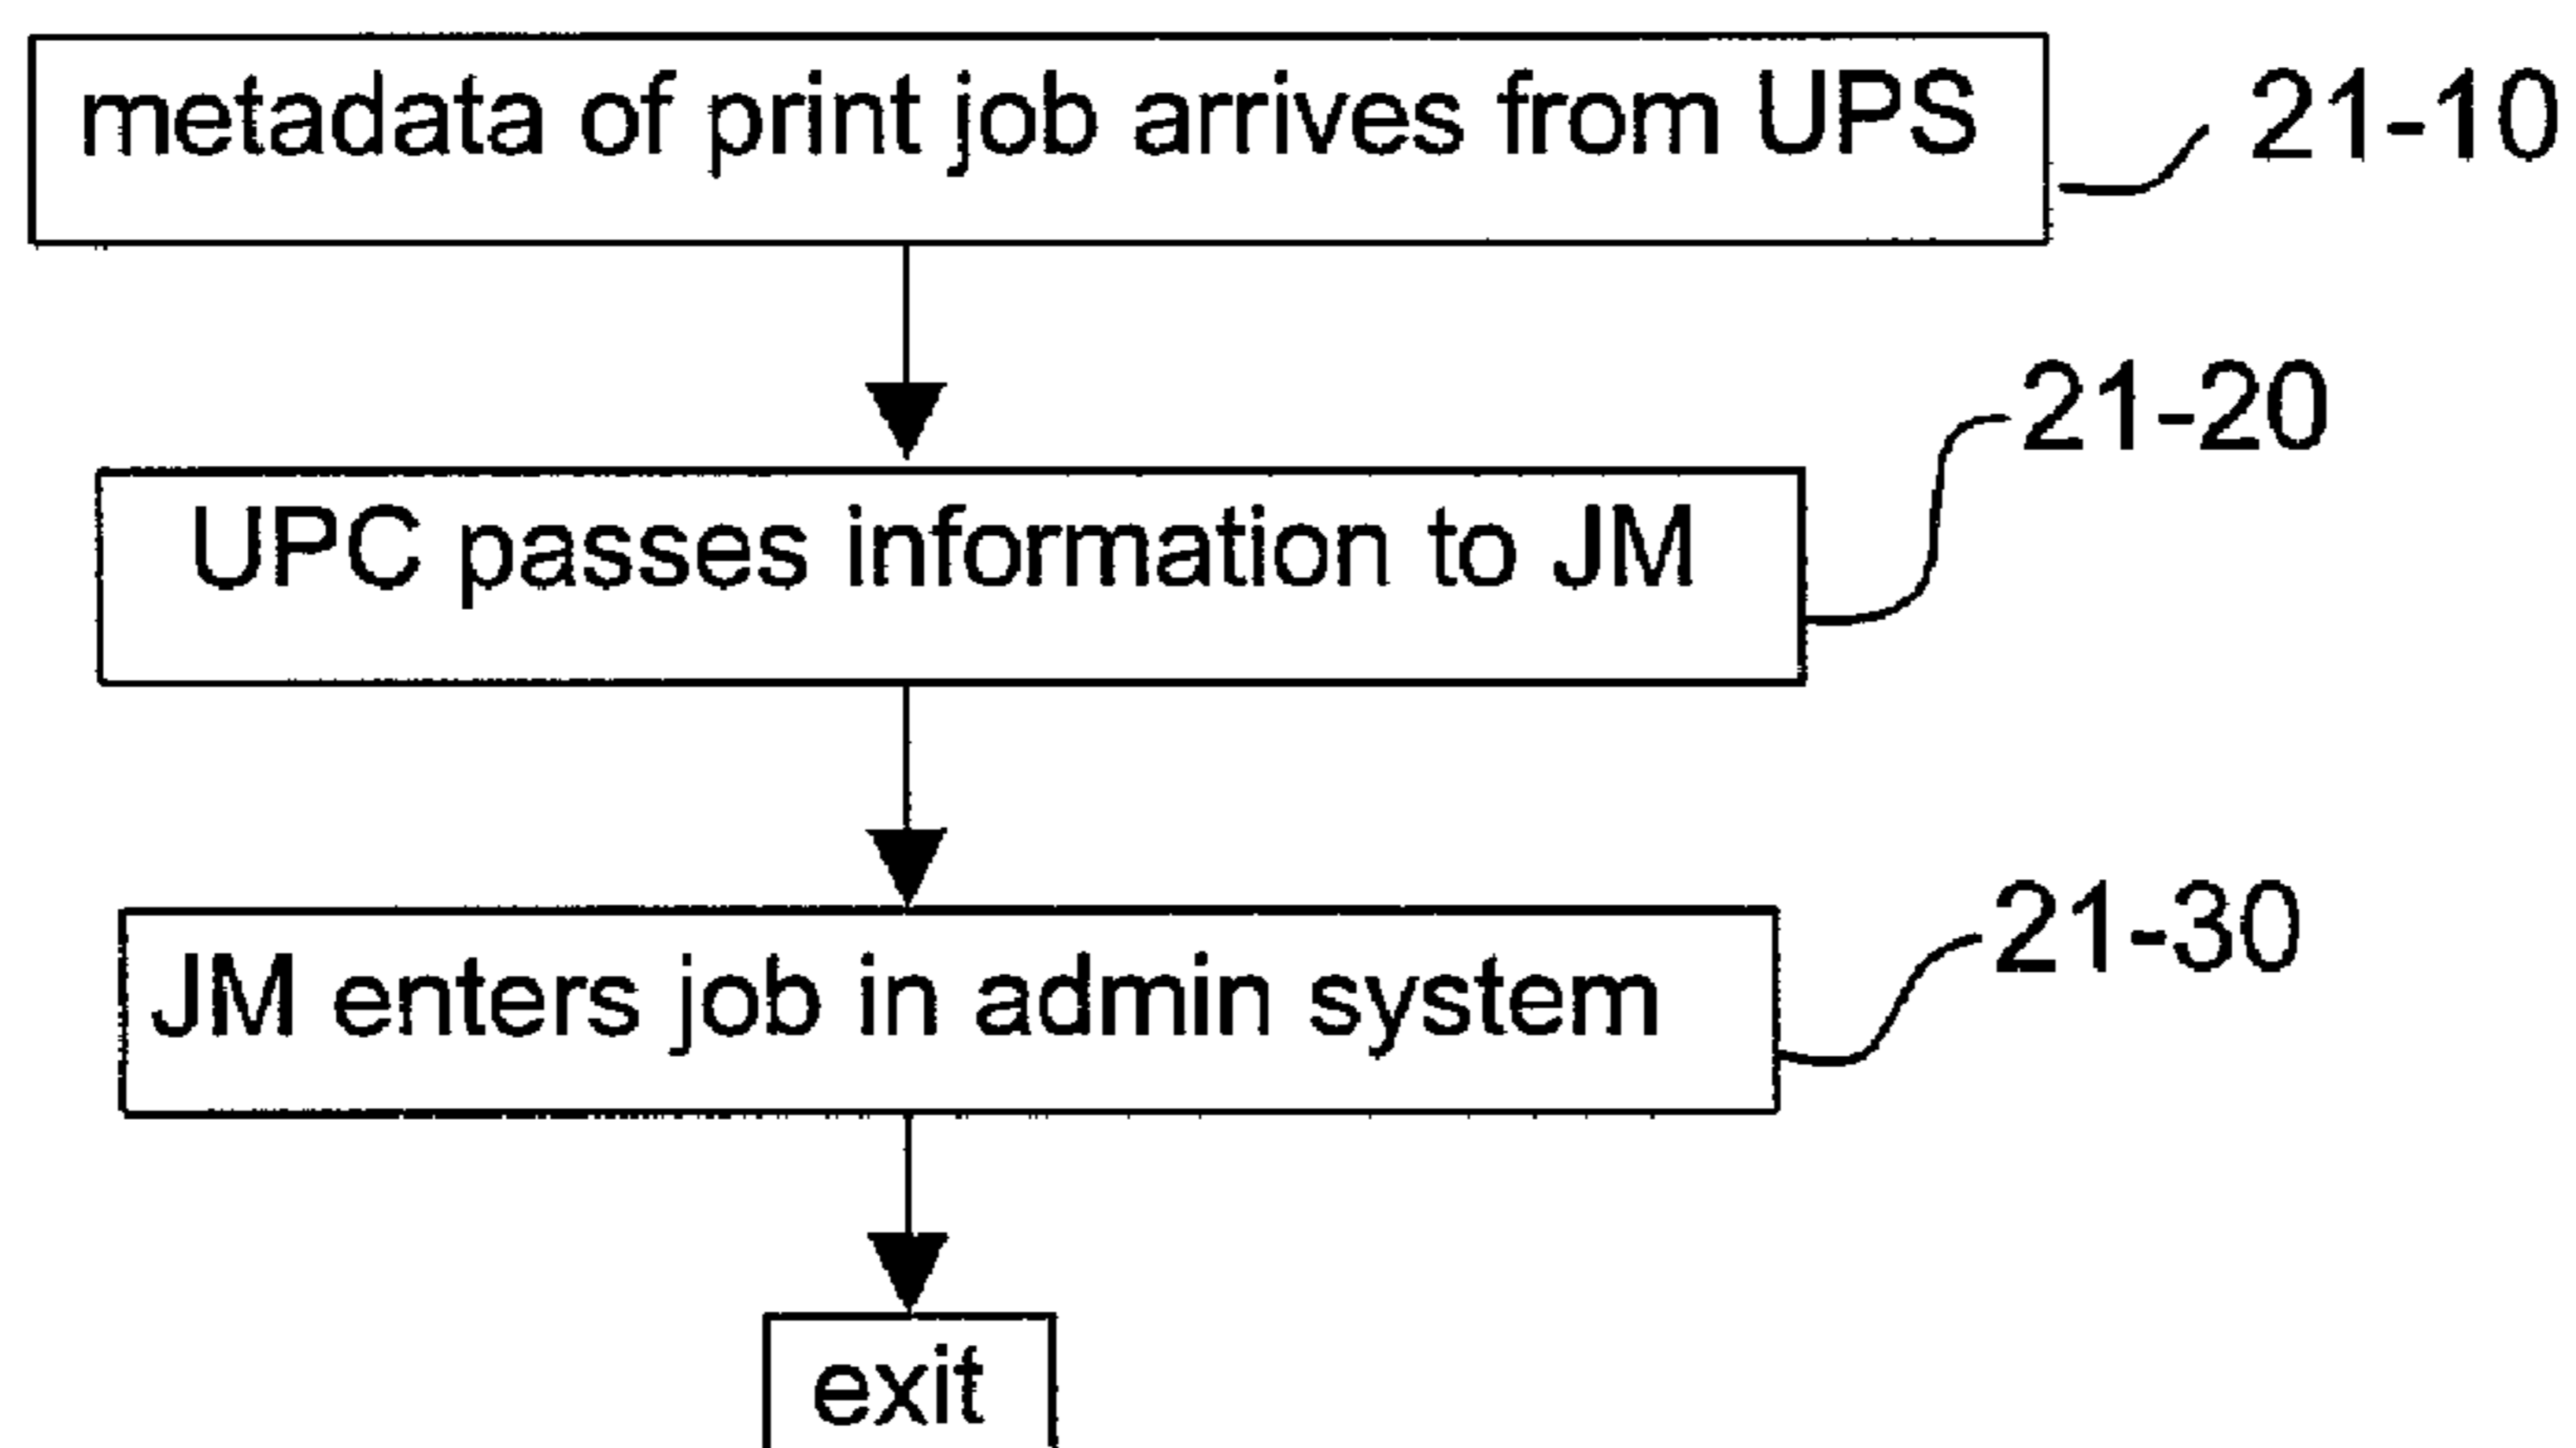 metadata of print job arrives from UPS
21-10
21-20
UPC passes information to JM
21-30
JM enters job in admin system
exit